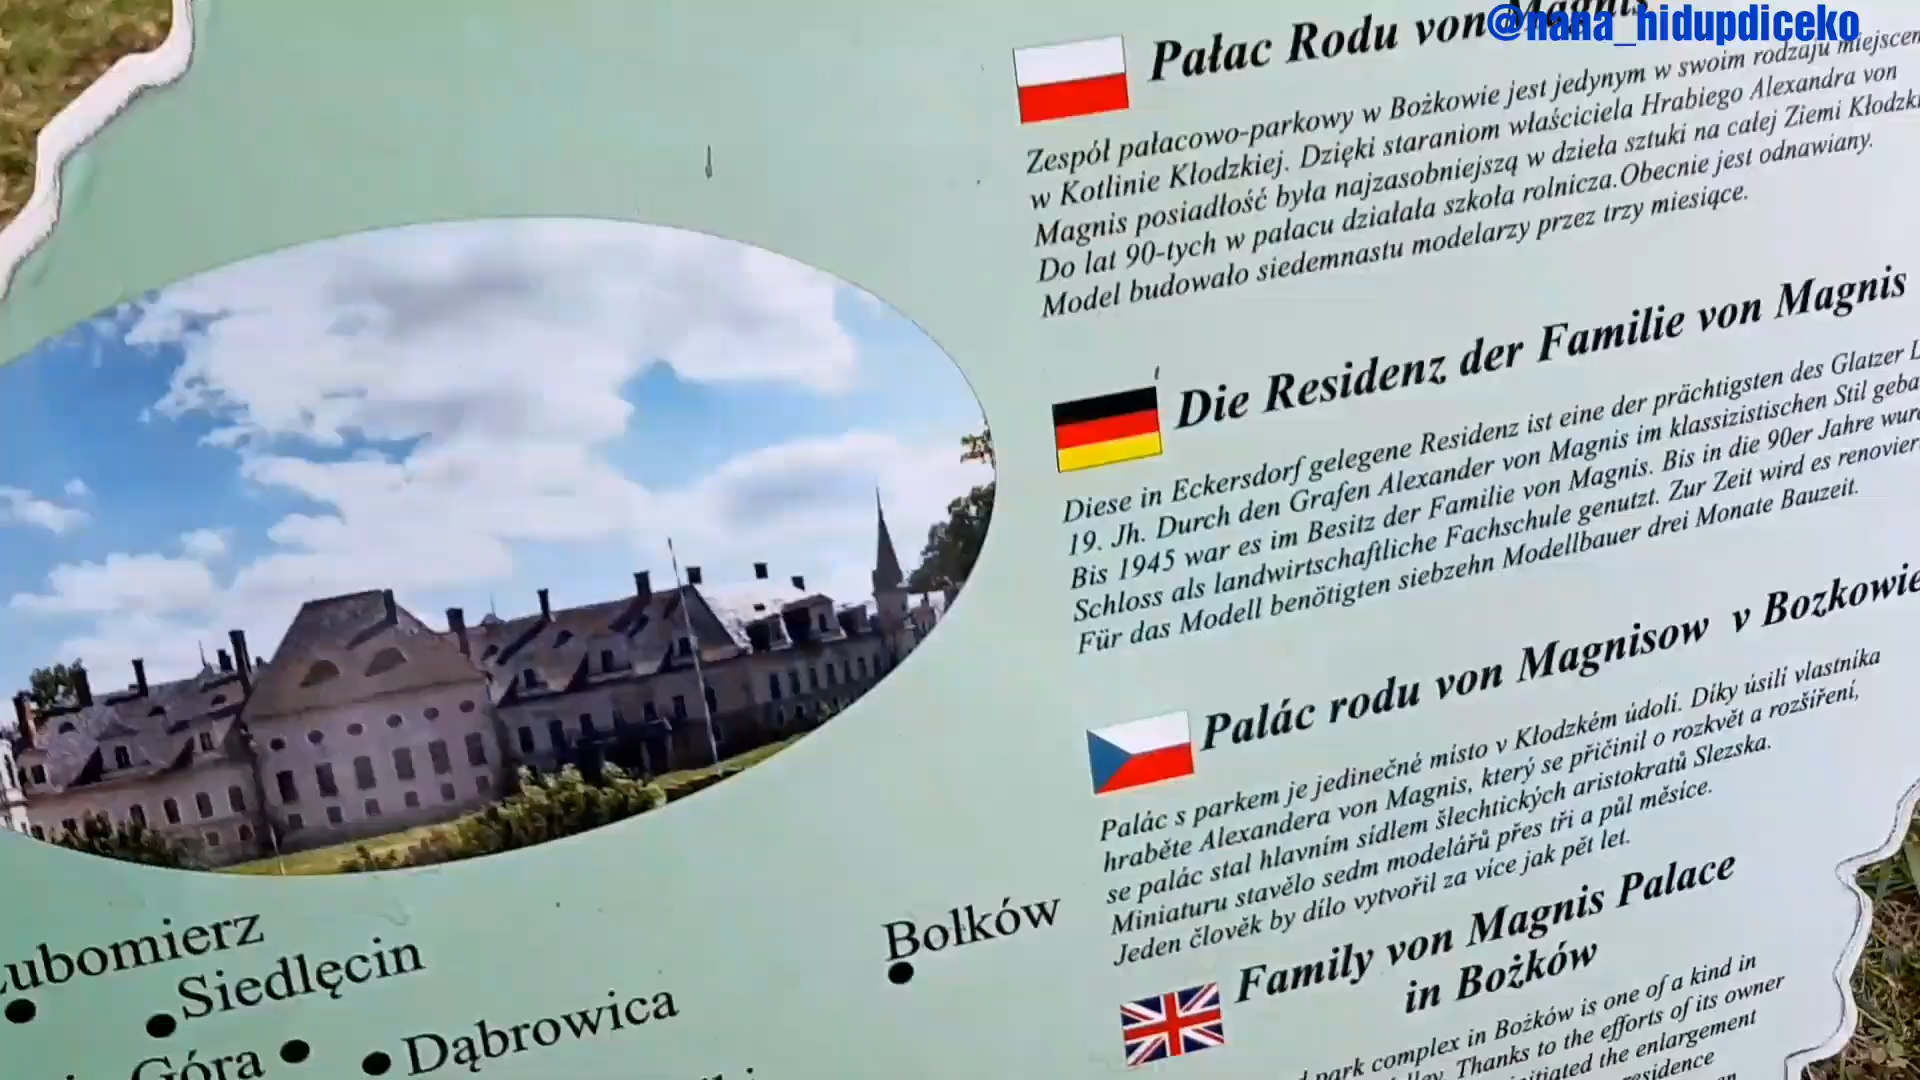 @nana_hidupdiceko
Pałac Rodu von Magnis
Zespół pałacowo-parkowy w Bożkowie jest jedynym w swoim rodzaju miejscem
w Kotlinie Kłodzkiej. Dzięki staraniom właściciela Hrabiego Alexandra von
Magnis posiadłość była najzasobniejszą w dzieła sztuki na całej Ziemi
Do lat 90-tych w pałacu działała szkoła rolnicza.Obecnie jest odnawiany.
Model budowało siedemnastu modelarzy przez trzy miesiące.
Die Residenz der Familie von Magnis
Diese in Eckersdorf gelegene Residenz ist eine der prächtigsten des Glatzer
19. Jh. Durch den Grafen Alexander von Magnis im klassizistischen Stil
Bis 1945 war es im Besitz der Familie von Magnis. Bis in die 90er Jahre
Schloss als landwirtschaftliche Fachschule genutzt. Zur Zeit wird es
Für das Modell benötigten siebzehn Modellbauer drei Monate Bauzeit.
Palác rodu von Magnisow v Bozkowie
Palác s parkem je jedinečné místo v Kłodzkém údolí. Díky úsilí vlastníka
hraběte Alexandera von Magnis, který se přičinil o rozkvět a rozšíření,
se palác stal hlavním sídlem šlechtických aristokratů Slezska.
Miniaturu stavělo sedm modelářů přes tři a půl měsíce.
Jeden člověk by dílo vytvořil za více jak pět let.
Family von Magnis Palace
in Bożków
park complex in Bożków is one of a kind in
Thanks to the efforts of its owner
the enlargement
residence
Lubomierz
Siedlęcin
Bolków
Góra
Dąbrowica